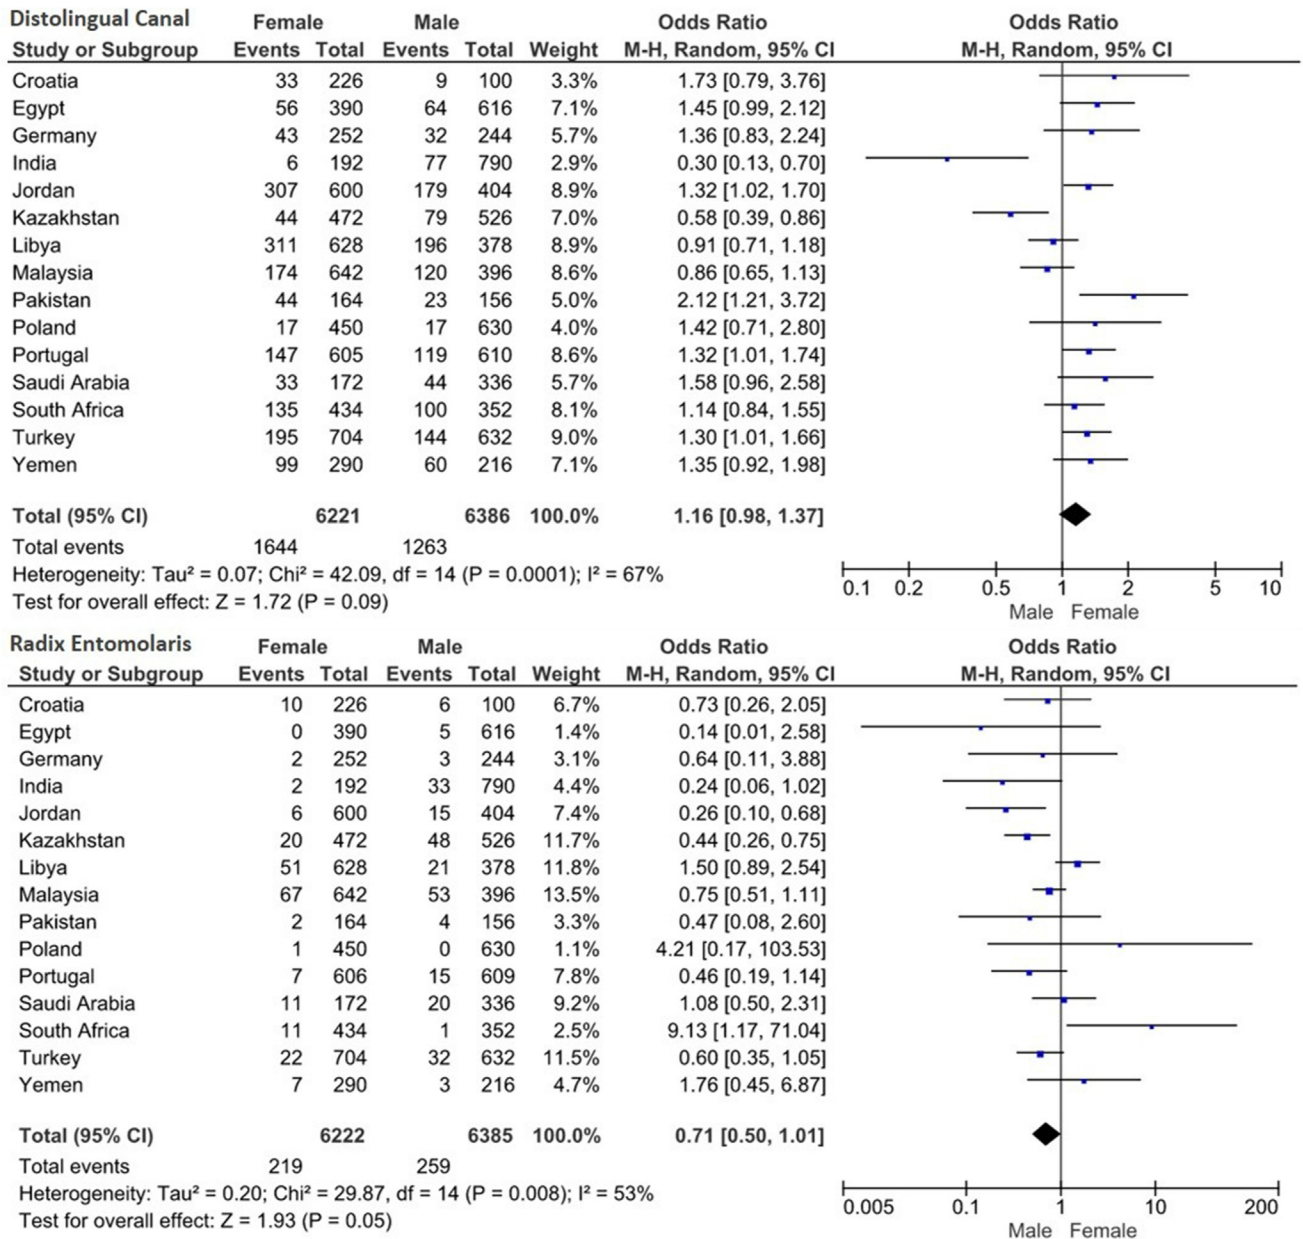 Distolingual Canal Female Male Odds Ratio Odds Ratio
Study or Subgroup Events Total Events Total Weight M-H, Random, 95% CI M-H, Random, 95% CI
Croatia 33 226 9 100 3.3% 1.73 [0.79, 3.76]
Egypt 56 390 64 616 7.1% 1.45 [0.99, 2.12]
Germany 43 252 32 244 5.7% 1.36 [0.83, 2.24]
India 6 192 77 790 2.9% 0.30 [0.13, 0.70]
Jordan 307 600 179 404 8.9% 1.32 [1.02, 1.70]
Kazakhstan 44 472 79 526 7.0% 0.58 [0.39, 0.86]
Libya 311 628 196 378 8.9% 0.91 [0.71, 1.18]
Malaysia 174 642 120 396 8.6% 0.86 [0.65, 1.13]
Pakistan 44 164 23 156 5.0% 2.12 [1.21, 3.72]
Poland 17 450 17 630 4.0% 1.42 [0.71, 2.80]
Portugal 147 605 119 610 8.6% 1.32 [1.01, 1.74]
Saudi Arabia 33 172 44 336 5.7% 1.58 [0.96, 2.58]
South Africa 135 434 100 352 8.1% 1.14 [0.84, 1.55]
Turkey 195 704 144 632 9.0% 1.30 [1.01, 1.66]
Yemen 99 290 60 216 7.1% 1.35 [0.92, 1.98]
Total (95% CI) 6221 6386 100.0% 1.16 [0.98, 1.37]
Total events 1644 1263
Heterogeneity: Tau² = 0.07; Chi² = 42.09, df = 14 (P = 0.0001); I² = 67%
Test for overall effect: Z = 1.72 (P = 0.09)
0.1 0.2 0.5 1 2 5 10
Male Female
Radix Entomolaris Female Male Odds Ratio Odds Ratio
Study or Subgroup Events Total Events Total Weight M-H, Random, 95% CI M-H, Random, 95% CI
Croatia 10 226 6 100 6.7% 0.73 [0.26, 2.05]
Egypt 0 390 5 616 1.4% 0.14 [0.01, 2.58]
Germany 2 252 3 244 3.1% 0.64 [0.11, 3.88]
India 2 192 33 790 4.4% 0.24 [0.06, 1.02]
Jordan 6 600 15 404 7.4% 0.26 [0.10, 0.68]
Kazakhstan 20 472 48 526 11.7% 0.44 [0.26, 0.75]
Libya 51 628 21 378 11.8% 1.50 [0.89, 2.54]
Malaysia 67 642 53 396 13.5% 0.75 [0.51, 1.11]
Pakistan 2 164 4 156 3.3% 0.47 [0.08, 2.60]
Poland 1 450 0 630 1.1% 4.21 [0.17, 103.53]
Portugal 7 606 15 609 7.8% 0.46 [0.19, 1.14]
Saudi Arabia 11 172 20 336 9.2% 1.08 [0.50, 2.31]
South Africa 11 434 1 352 2.5% 9.13 [1.17, 71.04]
Turkey 22 704 32 632 11.5% 0.60 [0.35, 1.05]
Yemen 7 290 3 216 4.7% 1.76 [0.45, 6.87]
Total (95% CI) 6222 6385 100.0% 0.71 [0.50, 1.01]
Total events 219 259
Heterogeneity: Tau² = 0.20; Chi² = 29.87, df = 14 (P = 0.008); I² = 53%
Test for overall effect: Z = 1.93 (P = 0.05)
0.005 0.1 1 10 200
Male Female